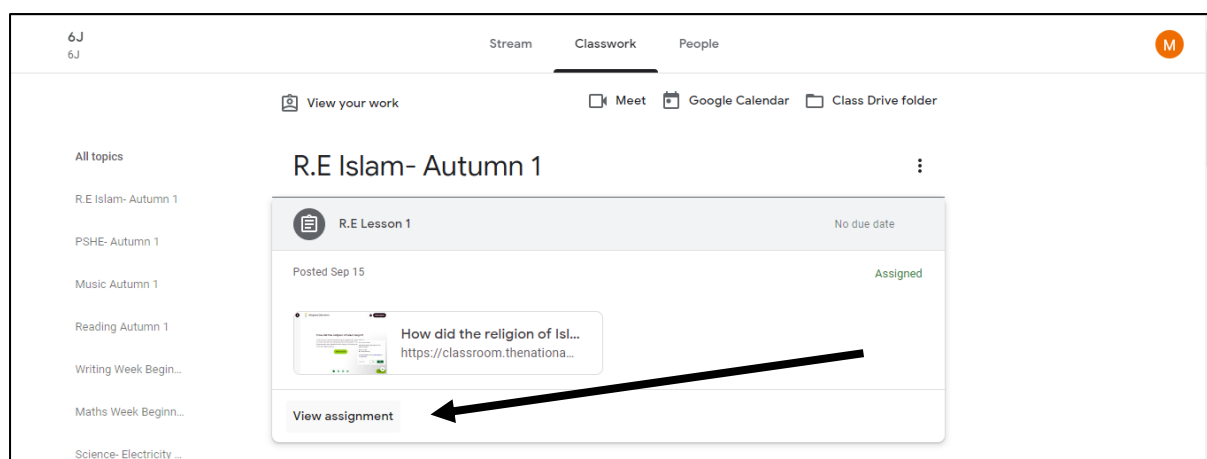 6J
6J
Stream Classwork People
M
View your work
Meet Google Calendar Class Drive folder
All topics
R.E Islam- Autumn 1
PSHE- Autumn 1
Music Autumn 1
Reading Autumn 1
Writing Week Begin...
Maths Week Beginn...
Science- Electricity ...
R.E Islam- Autumn 1
R.E Lesson 1 No due date
Posted Sep 15 Assigned
How did the religion of Isl...
https://classroom.thenationa...
View assignment